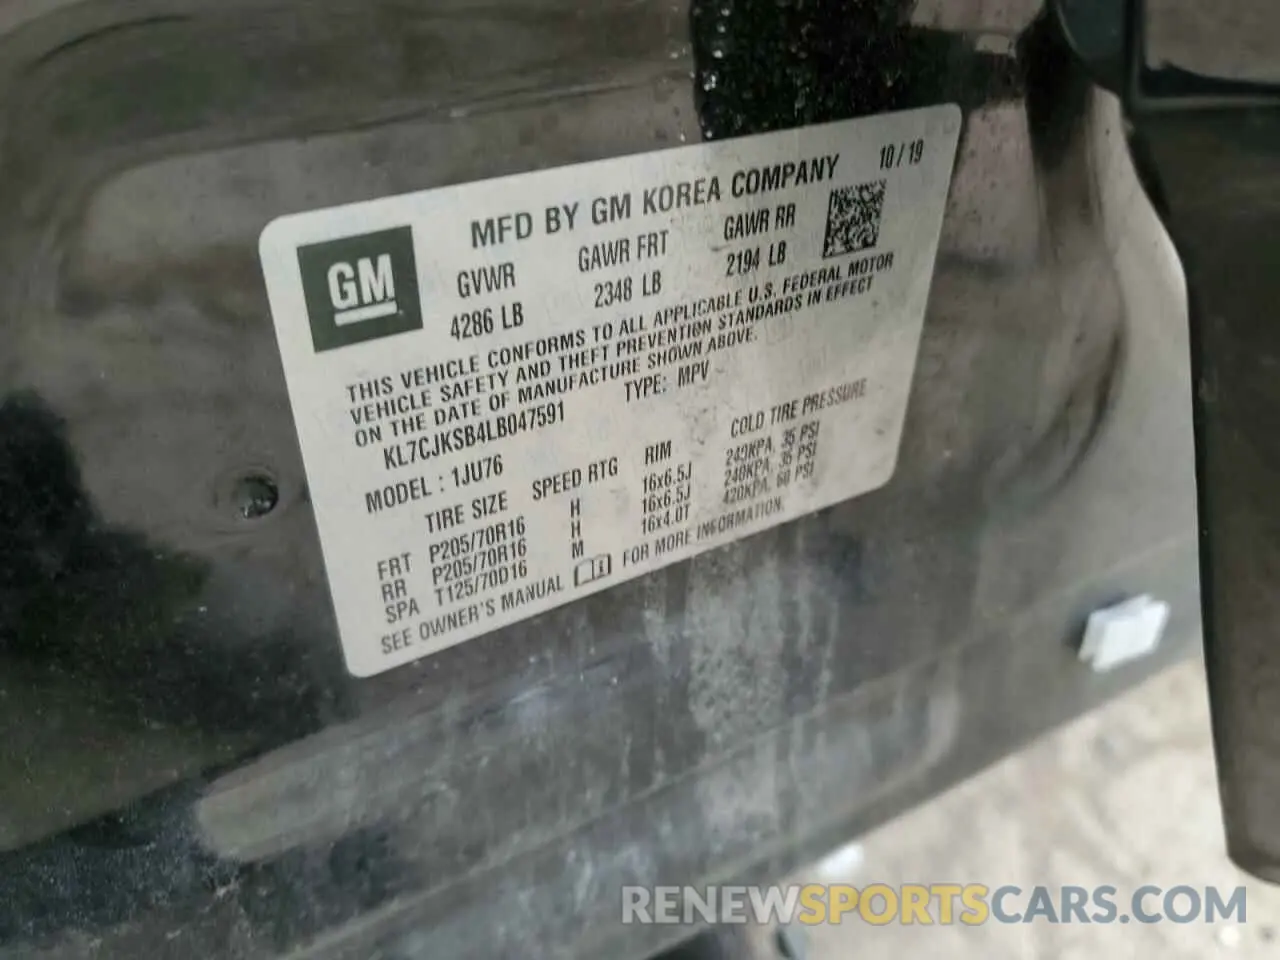 MFD BY GM KOREA COMPANY 10/19
GM
GVWR GAWR FRT GAWR RR
4286 LB 2348 LB 2194 LB
THIS VEHICLE CONFORMS TO ALL APPLICABLE U.S. FEDERAL MOTOR
VEHICLE SAFETY AND THEFT PREVENTION STANDARDS IN EFFECT
ON THE DATE OF MANUFACTURE SHOWN ABOVE.
KL7CJKSB4LB047591 TYPE: MPV
MODEL : 1JU76
TIRE SIZE SPEED RTG RIM COLD TIRE PRESSURE
FRT P205/70R16 H 16x6.5J 240KPA, 35 PSI
RR P205/70R16 H 16x6.5J 240KPA, 35 PSI
SPA T125/70D16 M 16x4.0T 420KPA, 60 PSI
SEE OWNER'S MANUAL FOR MORE INFORMATION.
RENEWSPORTSCARS.COM